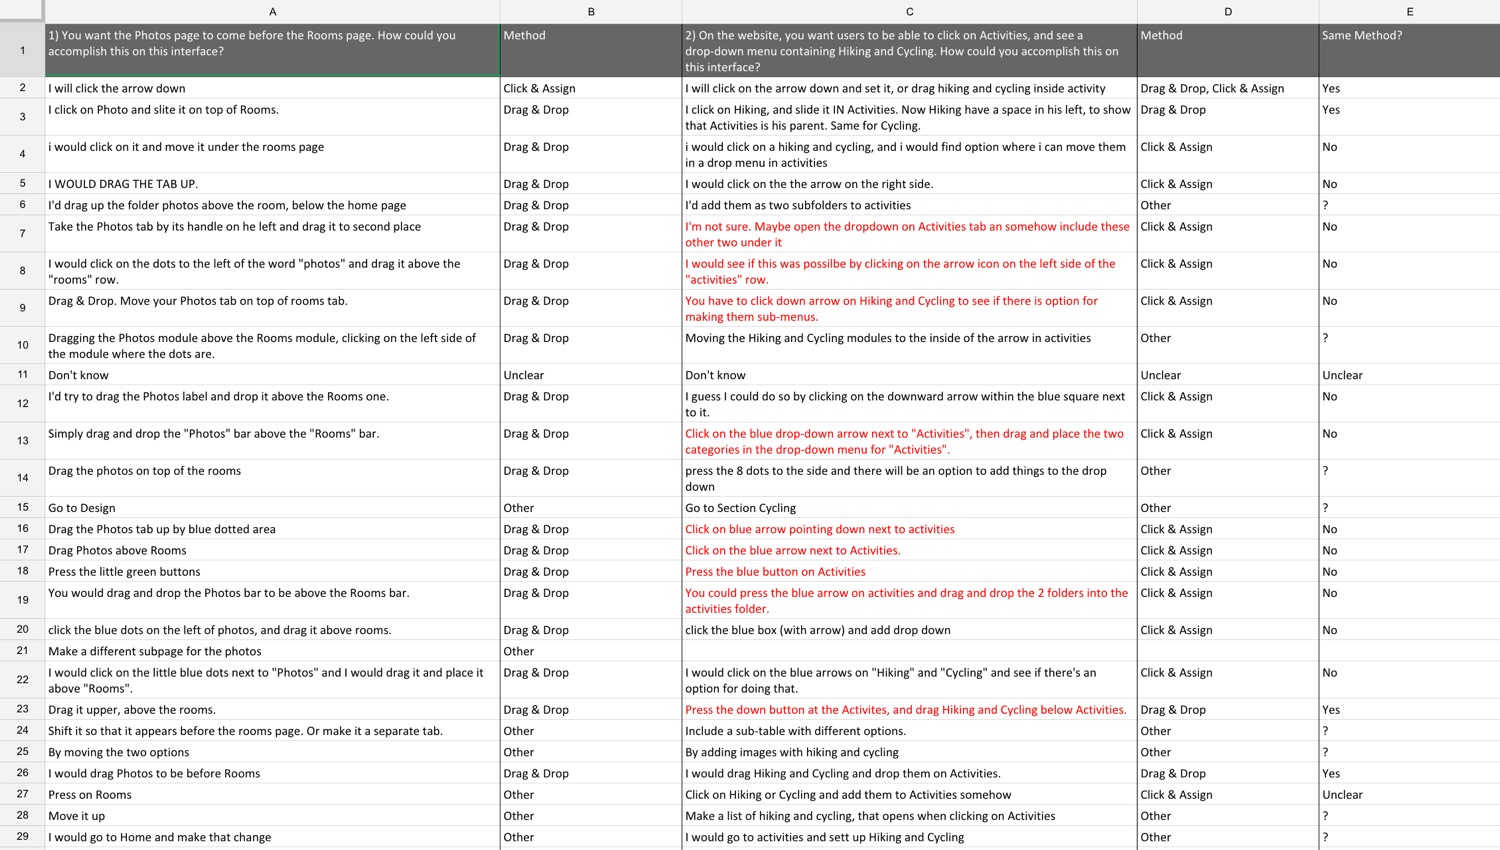 A B C D E
1 1) You want the Photos page to come before the Rooms page. How could you Method 2) On the website, you want users to be able to click on Activities, and see a Method Same Method?
accomplish this on this interface? drop-down menu containing Hiking and Cycling. How could you accomplish this on
this interface?
2 I will click the arrow down Click & Assign I will click on the arrow down and set it, or drag hiking and cycling inside activity Drag & Drop, Click & Assign Yes
3 I click on Photo and slite it on top of Rooms. Drag & Drop I click on Hiking, and slide it IN Activities. Now Hiking have a space in his left, to show Drag & Drop Yes
that Activities is his parent. Same for Cycling.
4 i would click on it and move it under the rooms page Drag & Drop i would click on a hiking and cycling, and i would find option where i can move them Click & Assign No
in a drop menu in activities
5 I WOULD DRAG THE TAB UP. Drag & Drop I would click on the the arrow on the right side. Click & Assign No
6 I'd drag up the folder photos above the room, below the home page Drag & Drop I'd add them as two subfolders to activities Other ?
7 Take the Photos tab by its handle on he left and drag it to second place Drag & Drop I'm not sure. Maybe open the dropdown on Activities tab an somehow include these Click & Assign No
other two under it
8 I would click on the dots to the left of the word "photos" and drag it above the Drag & Drop I would see if this was possilbe by clicking on the arrow icon on the left side of the Click & Assign No
"rooms" row. "activities" row.
9 Drag & Drop. Move your Photos tab on top of rooms tab. Drag & Drop You have to click down arrow on Hiking and Cycling to see if there is option for Click & Assign No
making them sub-menus.
10 Dragging the Photos module above the Rooms module, clicking on the left side of Drag & Drop Moving the Hiking and Cycling modules to the inside of the arrow in activities Other ?
the module where the dots are.
11 Don't know Unclear Don't know Unclear Unclear
12 I'd try to drag the Photos label and drop it above the Rooms one. Drag & Drop I guess I could do so by clicking on the downward arrow within the blue square next Click & Assign No
to it.
13 Simply drag and drop the "Photos" bar above the "Rooms" bar. Drag & Drop Click on the blue drop-down arrow next to "Activities", then drag and place the two Click & Assign No
categories in the drop-down menu for "Activities".
14 Drag the photos on top of the rooms Drag & Drop press the 8 dots to the side and there will be an option to add things to the drop Other ?
down
15 Go to Design Other Go to Section Cycling Other ?
16 Drag the Photos tab up by blue dotted area Drag & Drop Click on blue arrow pointing down next to activities Click & Assign No
17 Drag Photos above Rooms Drag & Drop Click on the blue arrow next to Activities. Click & Assign No
18 Press the little green buttons Drag & Drop Press the blue button on Activities Click & Assign No
19 You would drag and drop the Photos bar to be above the Rooms bar. Drag & Drop You could press the blue arrow on activities and drag and drop the 2 folders into the Click & Assign No
activities folder.
20 click the blue dots on the left of photos, and drag it above rooms. Drag & Drop click the blue box (with arrow) and add drop down Click & Assign No
21 Make a different subpage for the photos Other
22 I would click on the little blue dots next to "Photos" and I would drag it and place it Drag & Drop I would click on the blue arrows on "Hiking" and "Cycling" and see if there's an Click & Assign No
above "Rooms". option for doing that.
23 Drag it upper, above the rooms. Drag & Drop Press the down button at the Activites, and drag Hiking and Cycling below Activities. Drag & Drop Yes
24 Shift it so that it appears before the rooms page. Or make it a separate tab. Other Include a sub-table with different options. Other ?
25 By moving the two options Other By adding images with hiking and cycling Other ?
26 I would drag Photos to be before Rooms Drag & Drop I would drag Hiking and Cycling and drop them on Activities. Drag & Drop Yes
27 Press on Rooms Other Click on Hiking or Cycling and add them to Activities somehow Click & Assign Unclear
28 Move it up Other Make a list of hiking and cycling, that opens when clicking on Activities Other ?
29 I would go to Home and make that change Other I would go to activities and sett up Hiking and Cycling Other ?